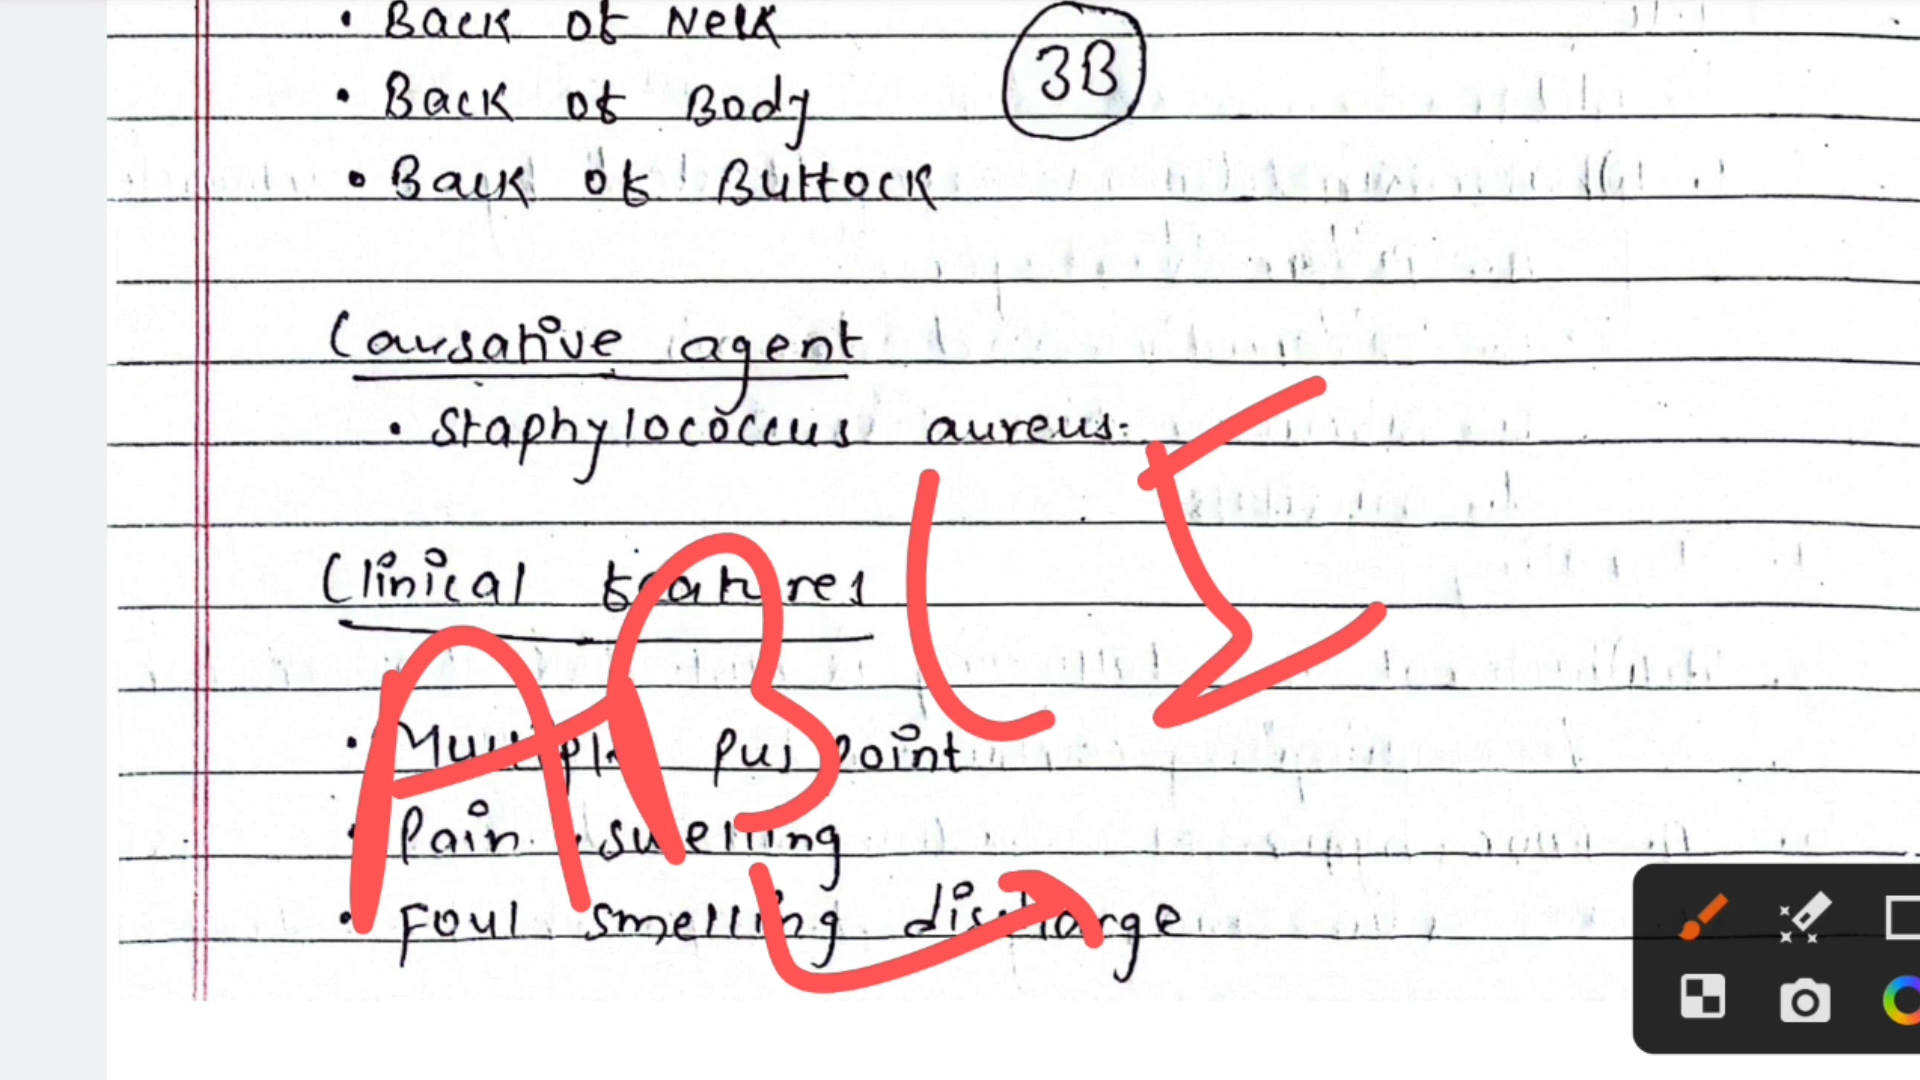 • Back of Neck
3B
• Back of Body
• Back of Buttock
Causative agent
• Staphylococcus aureus.
Clinical features
• Multiple pus point
• Pain, swelling
• Foul smelling discharge